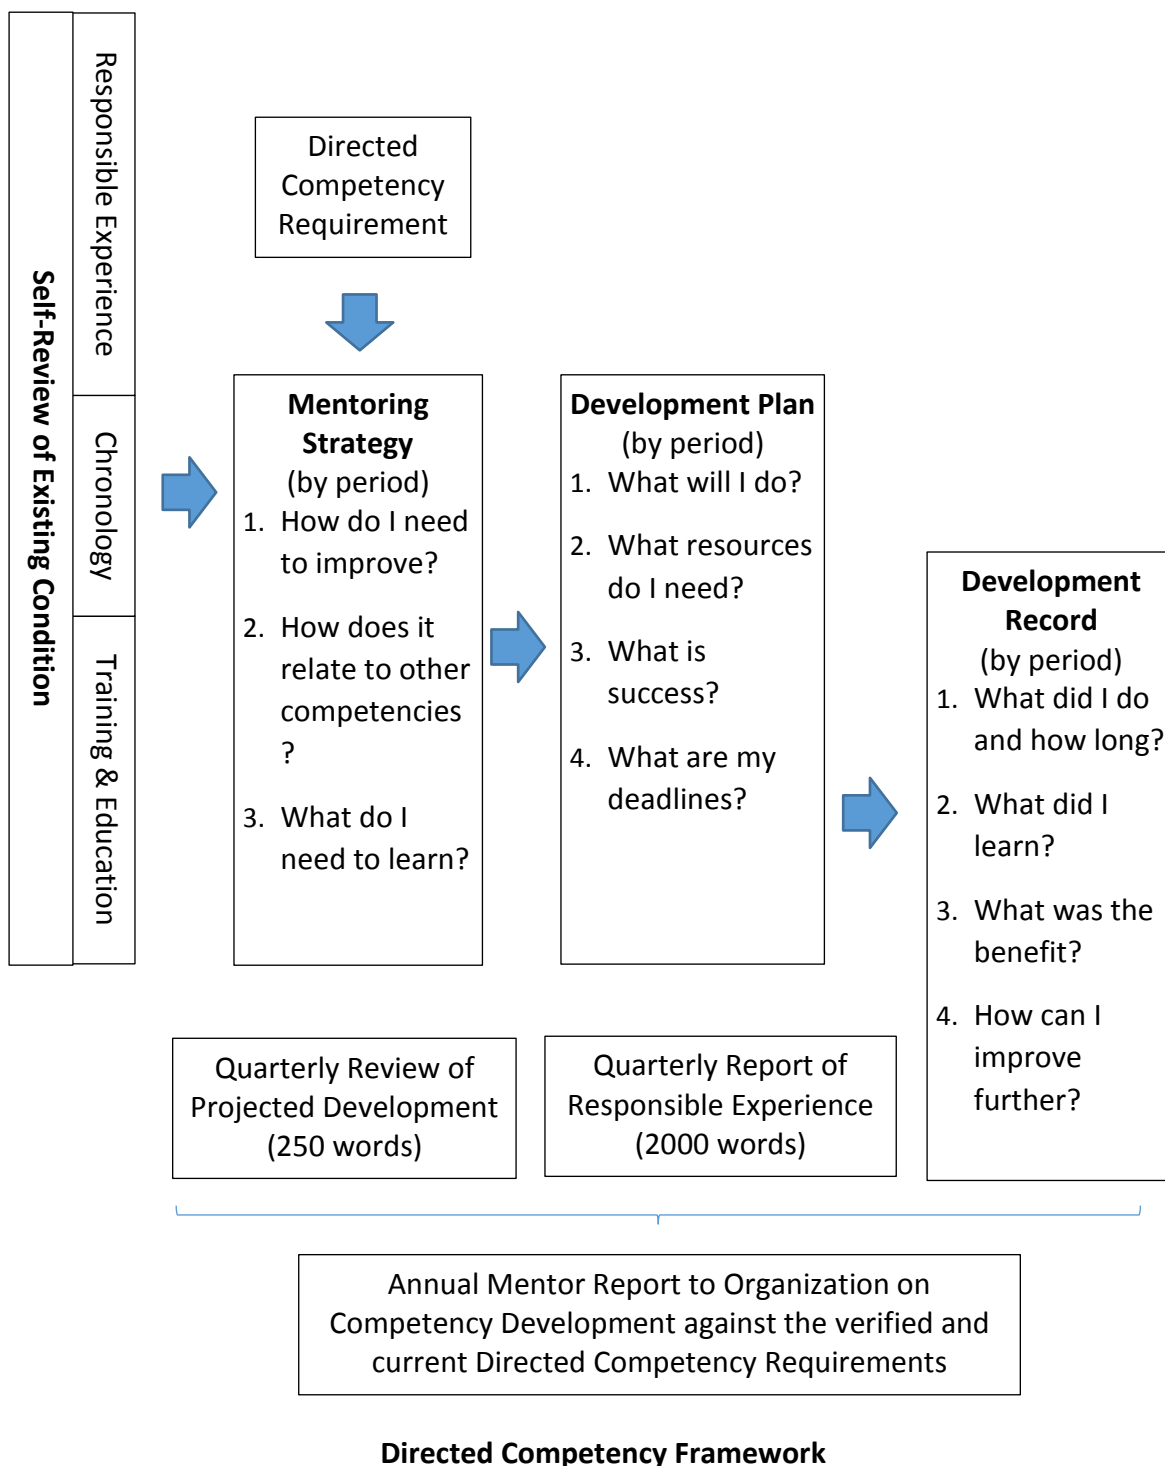 Self-Review of Existing Condition
Responsible Experience
Chronology
Training & Education
Directed
Competency
Requirement
Mentoring
Strategy
(by period)
1. How do I need
to improve?
2. How does it
relate to other
competencies
?
3. What do I
need to learn?
Development Plan
(by period)
1. What will I do?
2. What resources
do I need?
3. What is
success?
4. What are my
deadlines?
Development
Record
(by period)
1. What did I do
and how long?
2. What did I
learn?
3. What was the
benefit?
4. How can I
improve
further?
Quarterly Review of
Projected Development
(250 words)
Quarterly Report of
Responsible Experience
(2000 words)
Annual Mentor Report to Organization on
Competency Development against the verified and
current Directed Competency Requirements
Directed Competency Framework